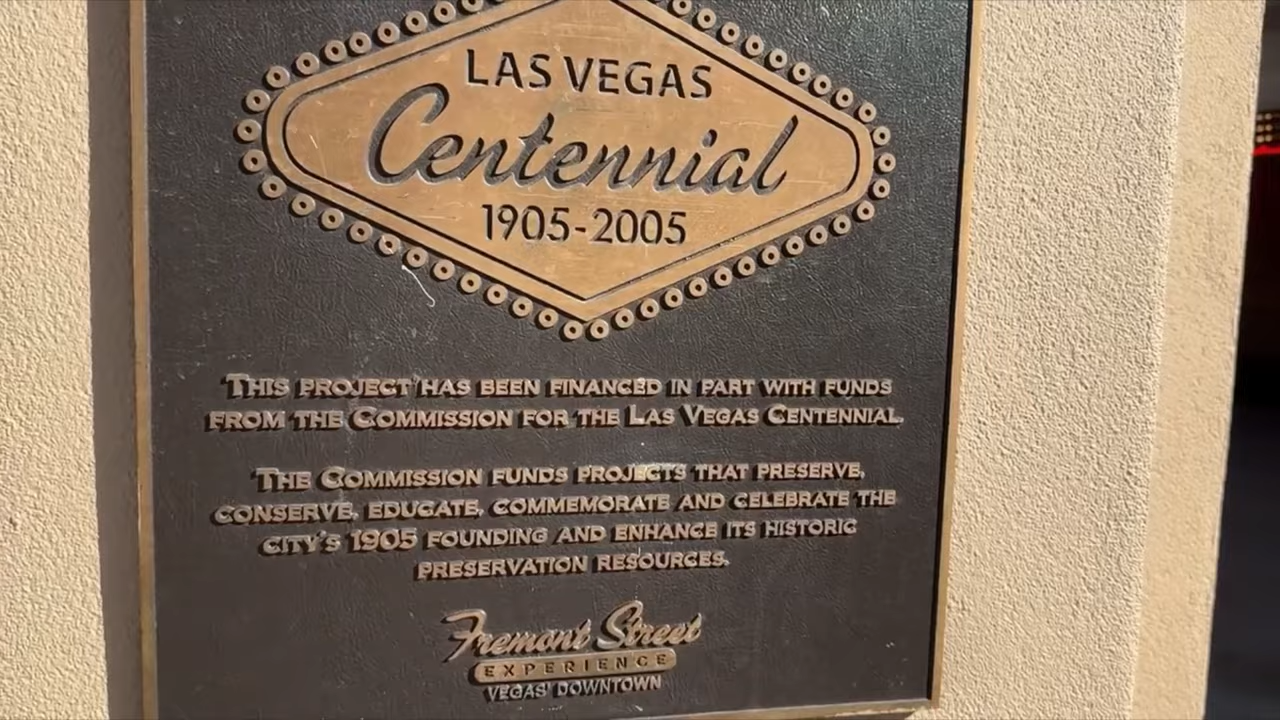 LAS VEGAS
Centennial
1905-2005
THIS PROJECT HAS BEEN FINANCED IN PART WITH FUNDS
FROM THE COMMISSION FOR THE LAS VEGAS CENTENNIAL.
THE COMMISSION FUNDS PROJECTS THAT PRESERVE,
CONSERVE, EDUCATE, COMMEMORATE AND CELEBRATE THE
CITY'S 1905 FOUNDING AND ENHANCE ITS HISTORIC
PRESERVATION RESOURCES.
Fremont Street
EXPERIENCE
VEGAS' DOWNTOWN